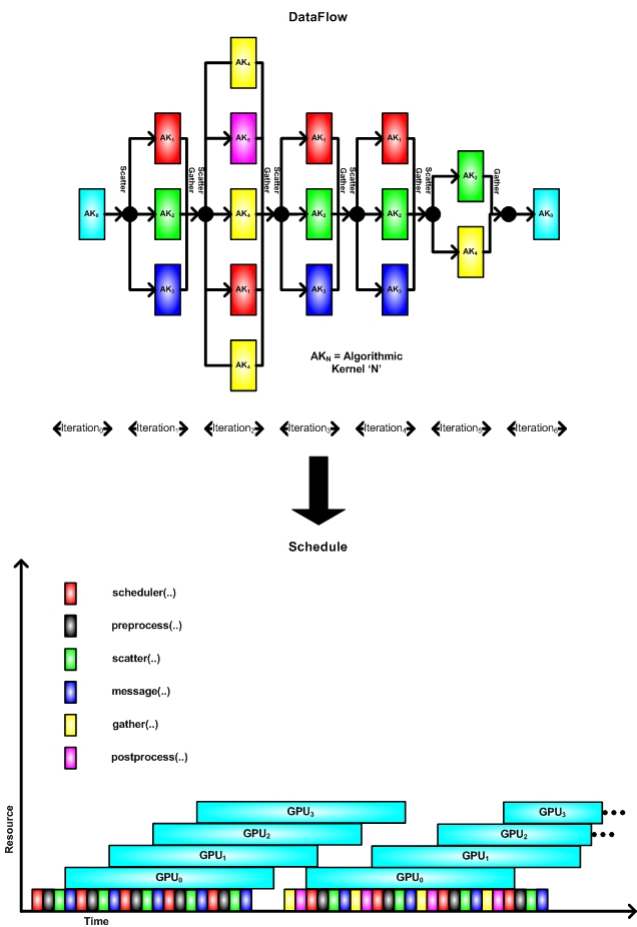 DataFlow
AK₄
AK₁
AK₅
AK₁
AK₁
Scatter
Gather
Scatter
Gather
Scatter
Gather
Scatter
Gather
Scatter
AK₂
Gather
AK₀
AK₂
AK₄
AK₂
AK₂
AK₀
AK₄
AK₃
AK₁
AK₃
AK₃
AK₄
AKN = Algorithmic
Kernel 'N'
Iteration₀ Iteration₁ Iteration₂ Iteration₃ Iteration₄ Iteration₅ Iteration₆
Schedule
scheduler(..)
preprocess(..)
scatter(..)
message(..)
gather(..)
postprocess(..)
Resource
GPU₃ GPU₃
GPU₂ GPU₂
GPU₁ GPU₁
GPU₀ GPU₀
Time